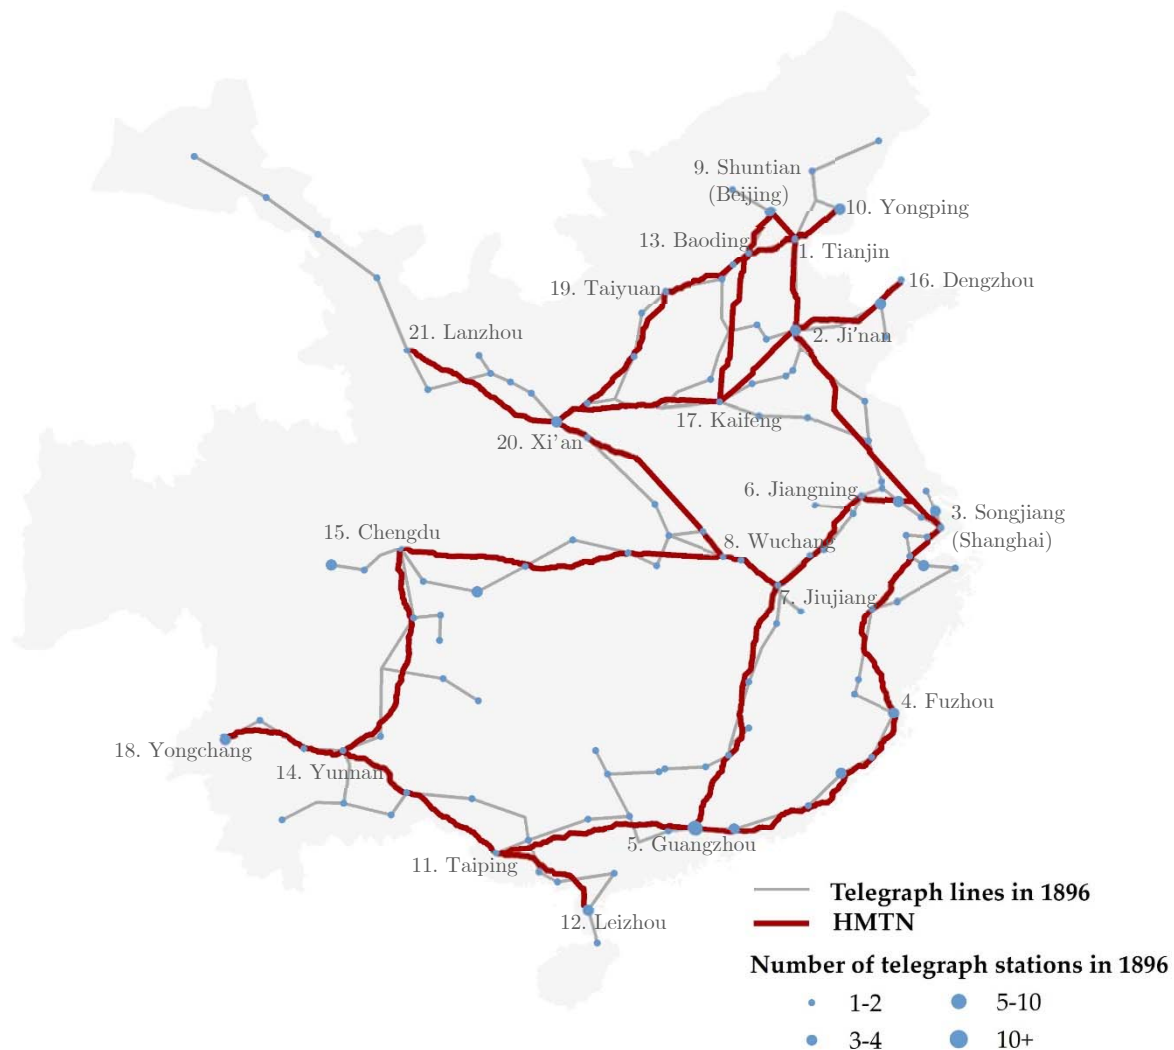 9. Shuntian
(Beijing)
10. Yongping
13. Baoding
1. Tianjin
16. Dengzhou
19. Taiyuan
21. Lanzhou
2. Ji'nan
17. Kaifeng
20. Xi'an
6. Jiangning
3. Songjiang
(Shanghai)
15. Chengdu
8. Wuchang
7. Jiujiang
4. Fuzhou
18. Yongchang
14. Yunnan
5. Guangzhou
11. Taiping
12. Leizhou
Telegraph lines in 1896
HMTN
Number of telegraph stations in 1896
1-2
5-10
3-4
10+